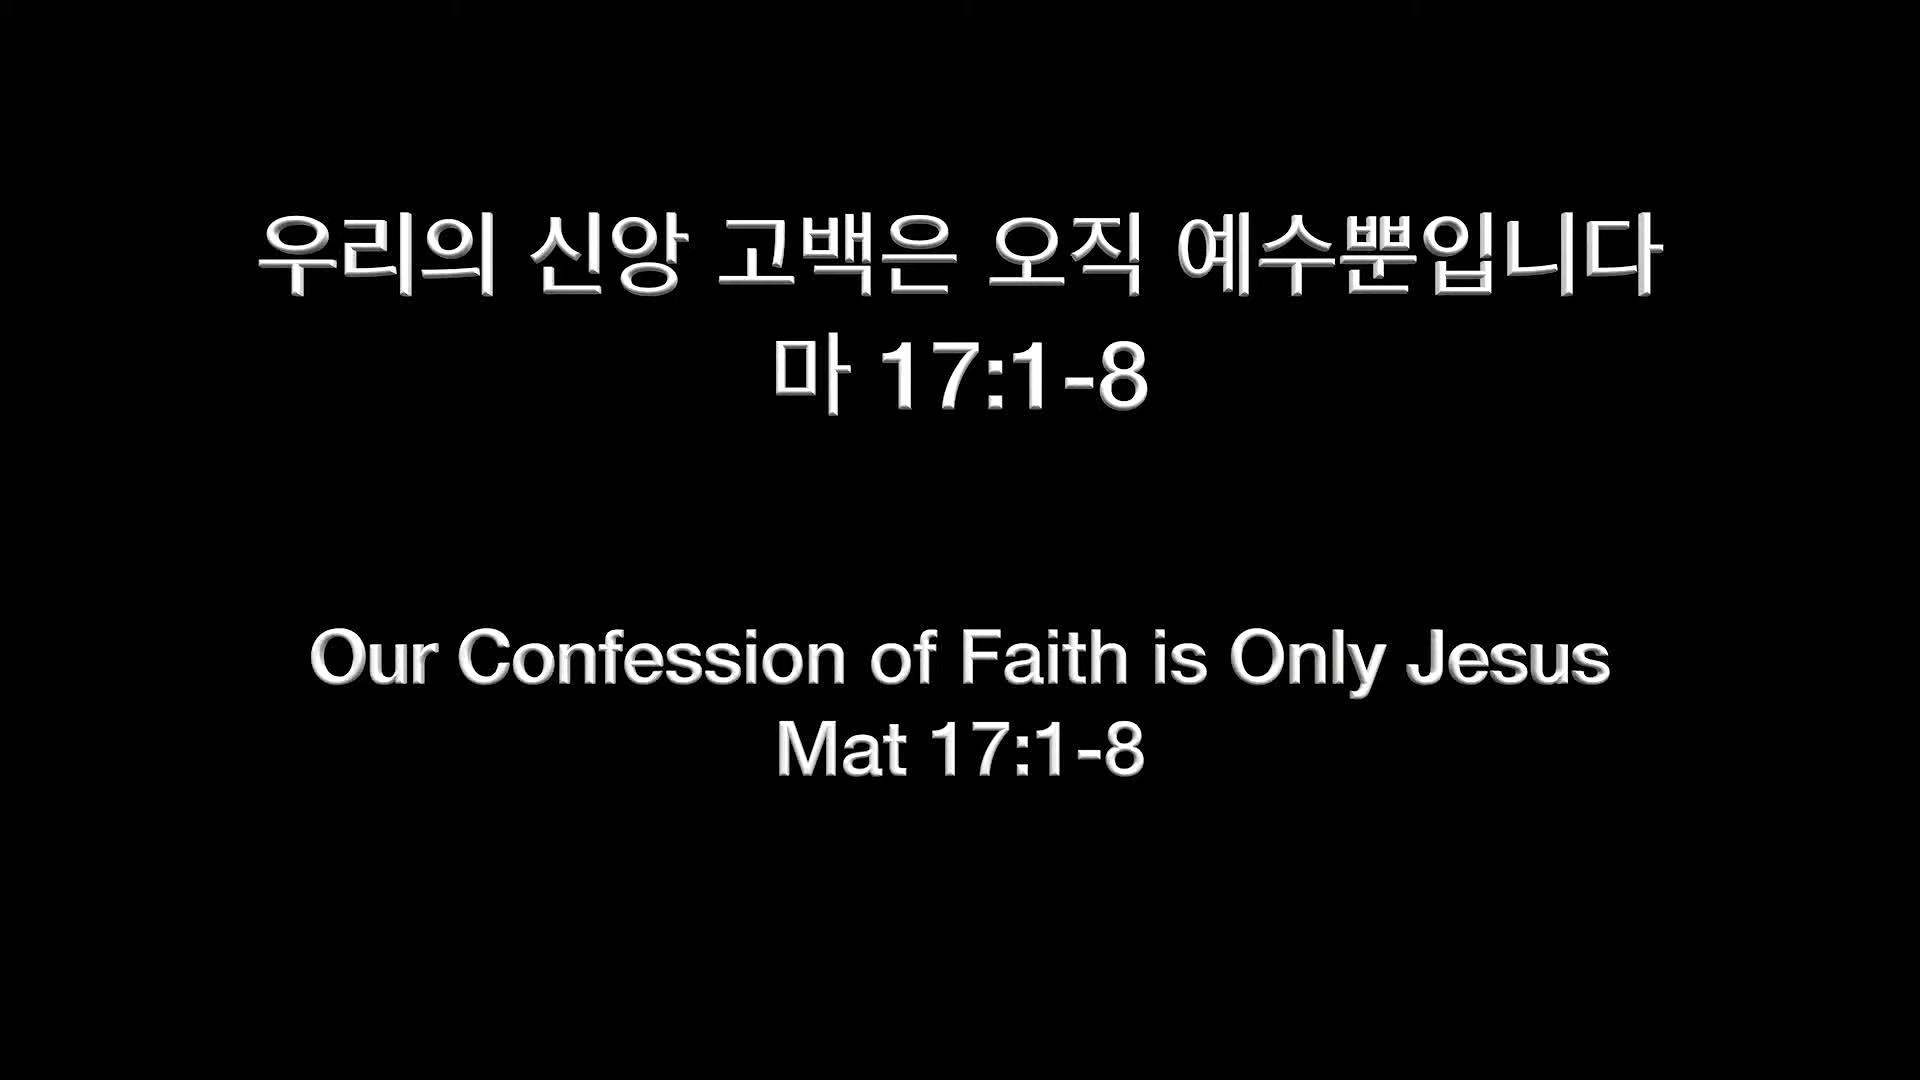 우리의 신앙 고백은 오직 예수뿐입니다
마 17:1-8
Our Confession of Faith is Only Jesus
Mat 17:1-8